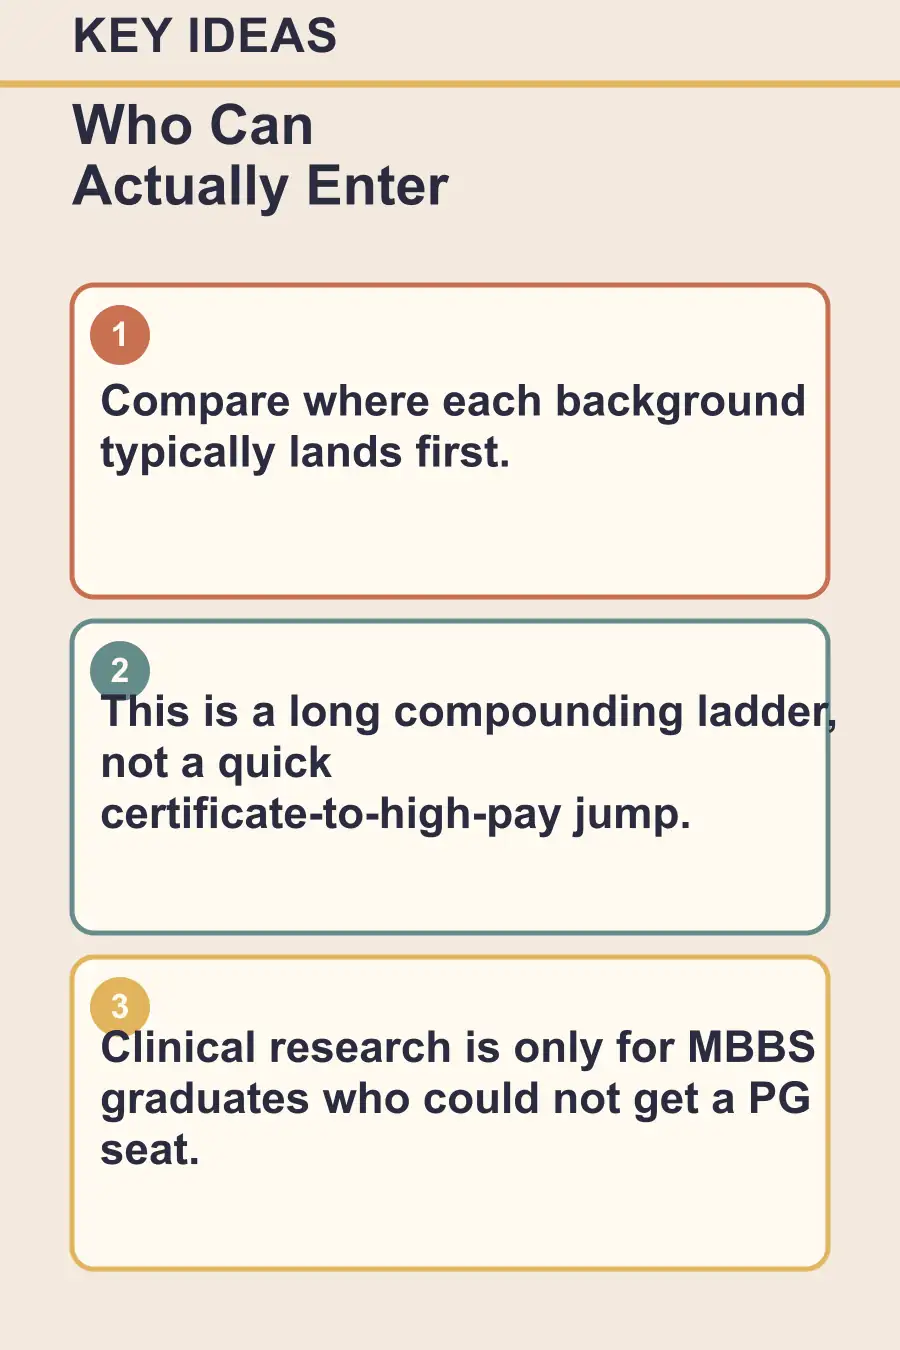 KEY IDEAS
Who Can
Actually Enter
1
Compare where each background
typically lands first.
2
This is a long compounding ladder,
not a quick
certificate-to-high-pay jump.
3
Clinical research is only for MBBS
graduates who could not get a PG
seat.